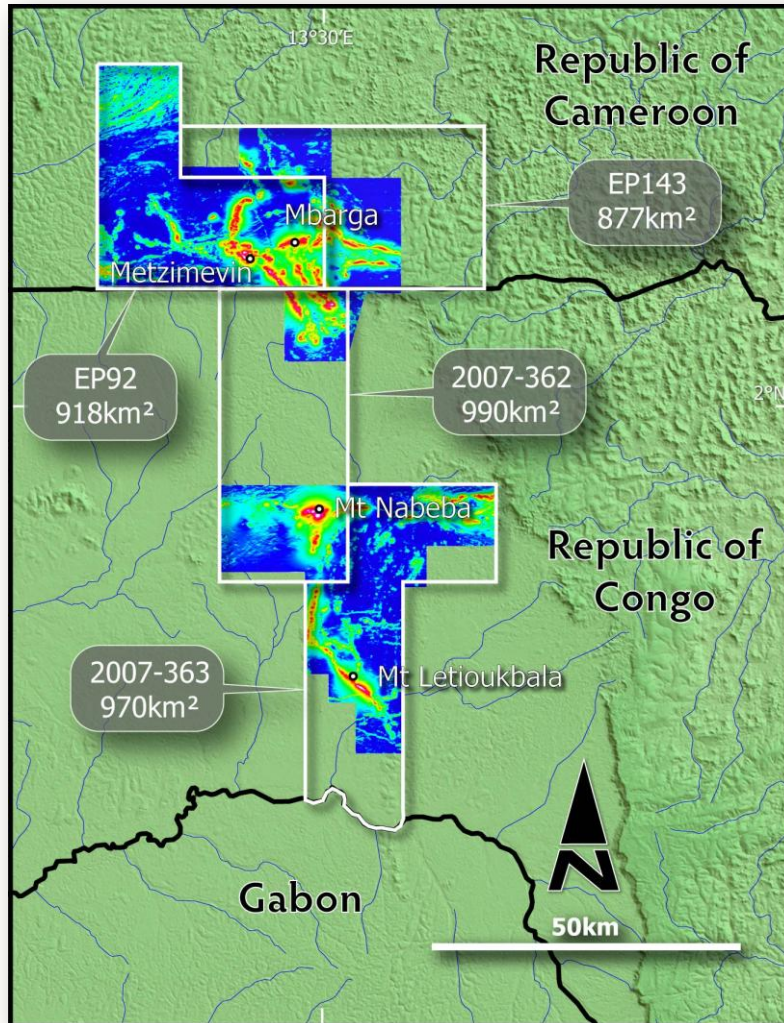 13°30'E
Republic of
Cameroon
EP143
877km²
Mbarga
Metzimevin
EP92
918km²
2007-362
990km²
2°N
Mt Nabeba
Republic of
Congo
2007-363
970km²
Mt Letioukbala
N
Gabon
50km